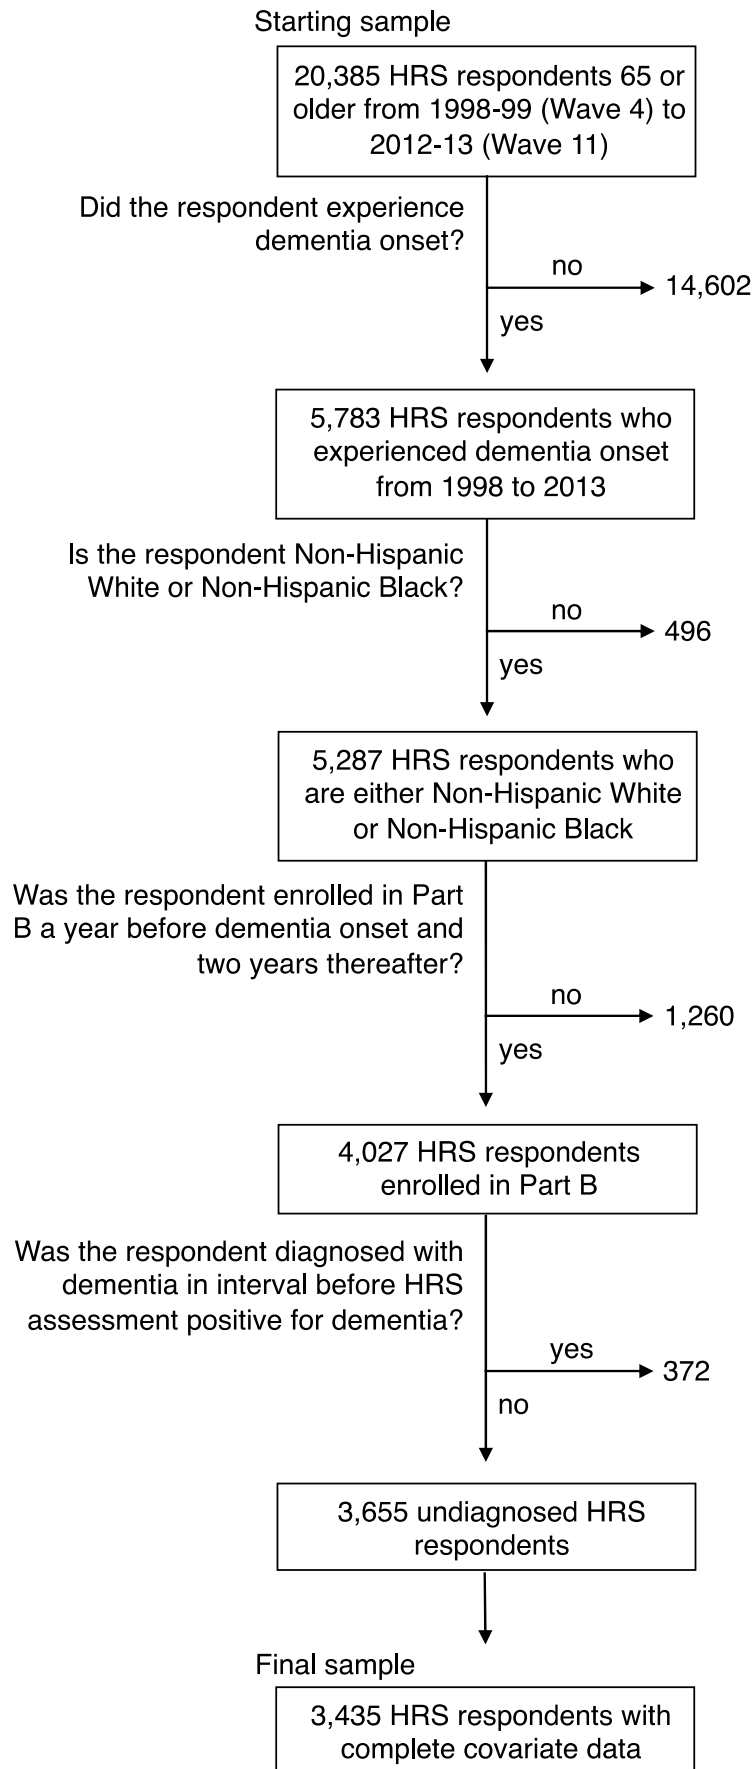 Starting sample
20,385 HRS respondents 65 or
older from 1998-99 (Wave 4) to
2012-13 (Wave 11)
Did the respondent experience
dementia onset?
no
14,602
yes
5,783 HRS respondents who
experienced dementia onset
from 1998 to 2013
Is the respondent Non-Hispanic
White or Non-Hispanic Black?
no
496
yes
5,287 HRS respondents who
are either Non-Hispanic White
or Non-Hispanic Black
Was the respondent enrolled in Part
B a year before dementia onset and
two years thereafter?
no
1,260
yes
4,027 HRS respondents
enrolled in Part B
Was the respondent diagnosed with
dementia in interval before HRS
assessment positive for dementia?
yes
372
no
3,655 undiagnosed HRS
respondents
Final sample
3,435 HRS respondents with
complete covariate data